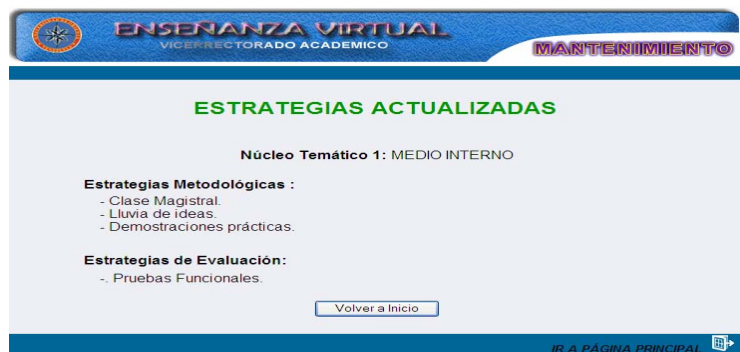 ENSEÑANZA VIRTUAL
VICERRECTORADO ACADEMICO
MANTENIMIENTO
ESTRATEGIAS ACTUALIZADAS
Núcleo Temático 1: MEDIO INTERNO
Estrategias Metodológicas :
- Clase Magistral.
- Lluvia de ideas.
- Demostraciones prácticas.
Estrategias de Evaluación:
-. Pruebas Funcionales.
Volver a Inicio
IR A PÁGINA PRINCIPAL